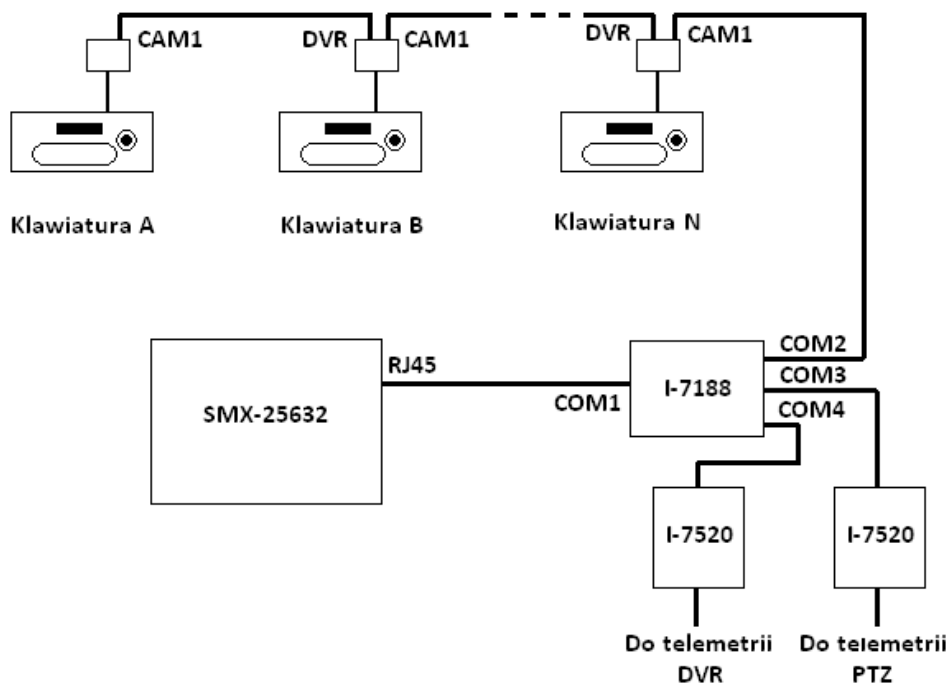 CAM1
DVR
CAM1
DVR
CAM1
Klawiatura A
Klawiatura B
Klawiatura N
RJ45
COM2
SMX-25632
I-7188
COM3
COM1
COM4
I-7520
I-7520
Do telemetrii
DVR
Do telemetrii
PTZ